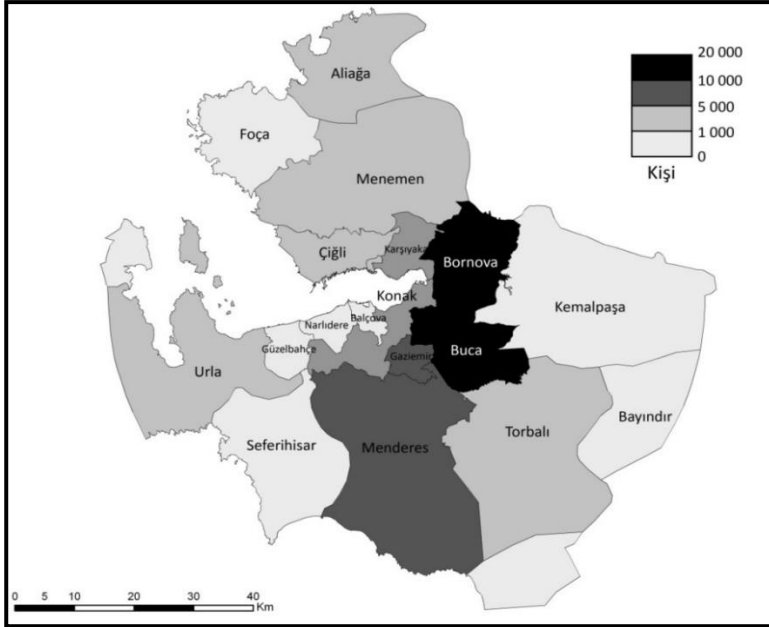 Aliağa
Foça
Menemen
Çiğli
Karşıyaka
Bornova
Konak
Kemalpaşa
Narlıdere
Balçova
Güzelbahçe
Gaziemir
Buca
Urla
Seferihisar
Menderes
Torbalı
Bayındır
20 000
10 000
5 000
1 000
0
Kişi
0 10 20 30 40
Km